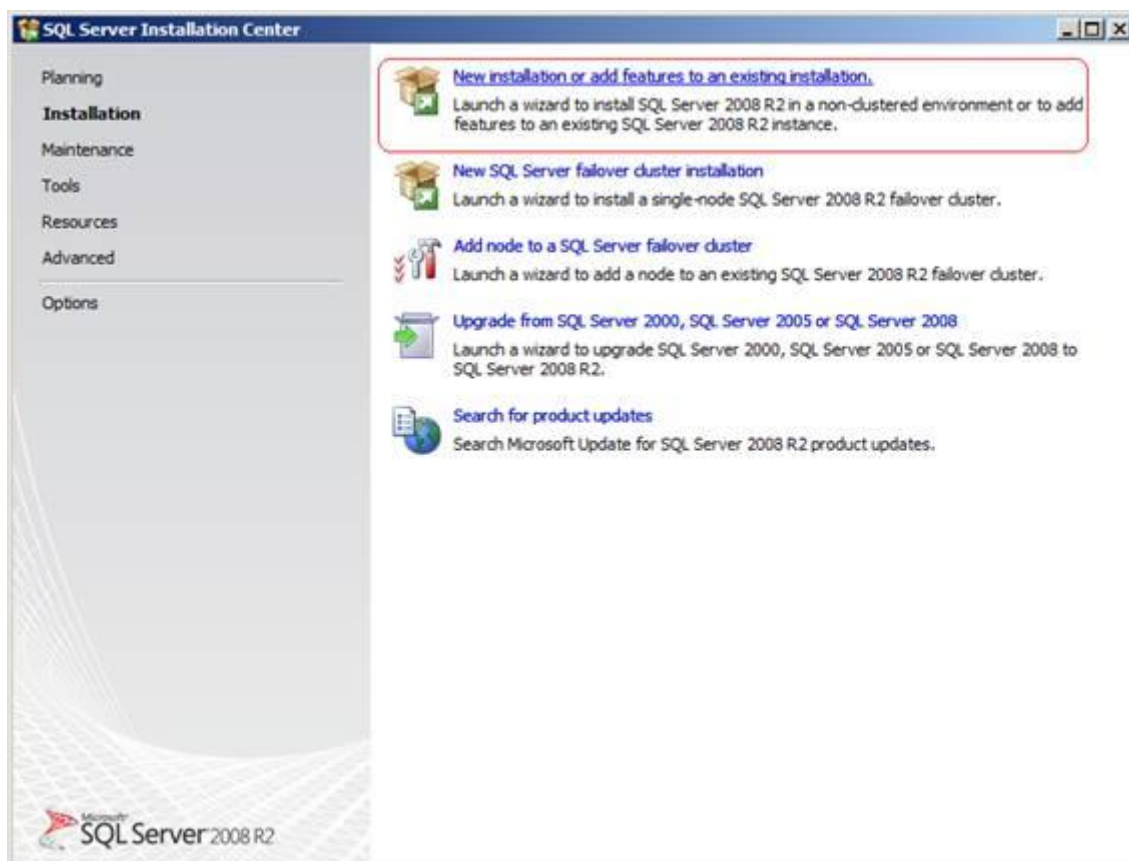 SQL Server Installation Center
Planning
Installation
Maintenance
Tools
Resources
Advanced
Options
New installation or add features to an existing installation.
Launch a wizard to install SQL Server 2008 R2 in a non-clustered environment or to add
features to an existing SQL Server 2008 R2 instance.
New SQL Server failover cluster installation
Launch a wizard to install a single-node SQL Server 2008 R2 failover cluster.
Add node to a SQL Server failover cluster
Launch a wizard to add a node to an existing SQL Server 2008 R2 failover cluster.
Upgrade from SQL Server 2000, SQL Server 2005 or SQL Server 2008
Launch a wizard to upgrade SQL Server 2000, SQL Server 2005 or SQL Server 2008 to
SQL Server 2008 R2.
Search for product updates
Search Microsoft Update for SQL Server 2008 R2 product updates.
Microsoft
SQL Server 2008 R2